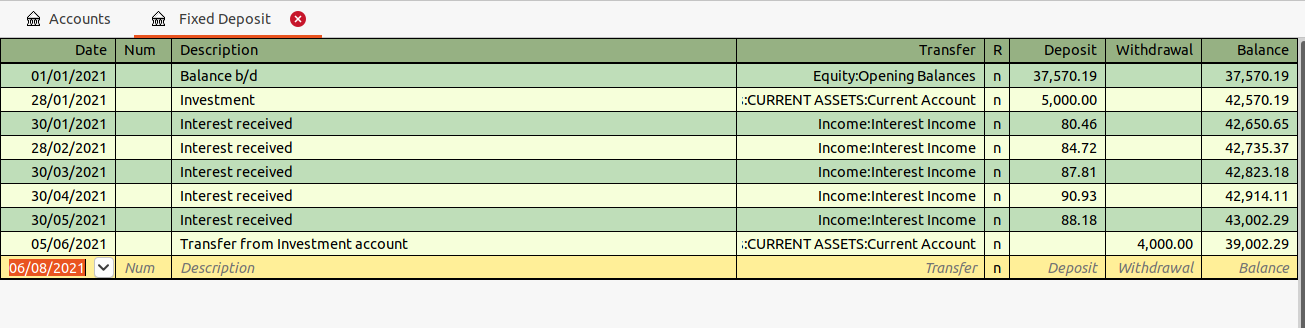 Accounts Fixed Deposit
Date Num Description Transfer R Deposit Withdrawal Balance
01/01/2021 Balance b/d Equity:Opening Balances n 37,570.19 37,570.19
28/01/2021 Investment :CURRENT ASSETS:Current Account n 5,000.00 42,570.19
30/01/2021 Interest received Income:Interest Income n 80.46 42,650.65
28/02/2021 Interest received Income:Interest Income n 84.72 42,735.37
30/03/2021 Interest received Income:Interest Income n 87.81 42,823.18
30/04/2021 Interest received Income:Interest Income n 90.93 42,914.11
30/05/2021 Interest received Income:Interest Income n 88.18 43,002.29
05/06/2021 Transfer from Investment account :CURRENT ASSETS:Current Account n 4,000.00 39,002.29
06/08/2021 Num Description Transfer n Deposit Withdrawal Balance